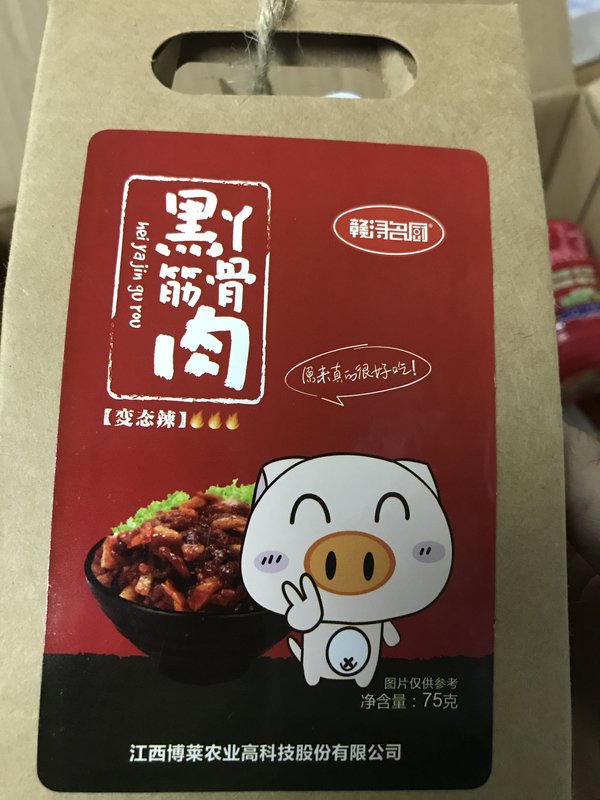 黑丫
筋骨
肉
hei ya jin gu rou
【变态辣】
赣浔名厨®
原来真的很好吃！
图片仅供参考
净含量：75克
江西博莱农业高科技股份有限公司